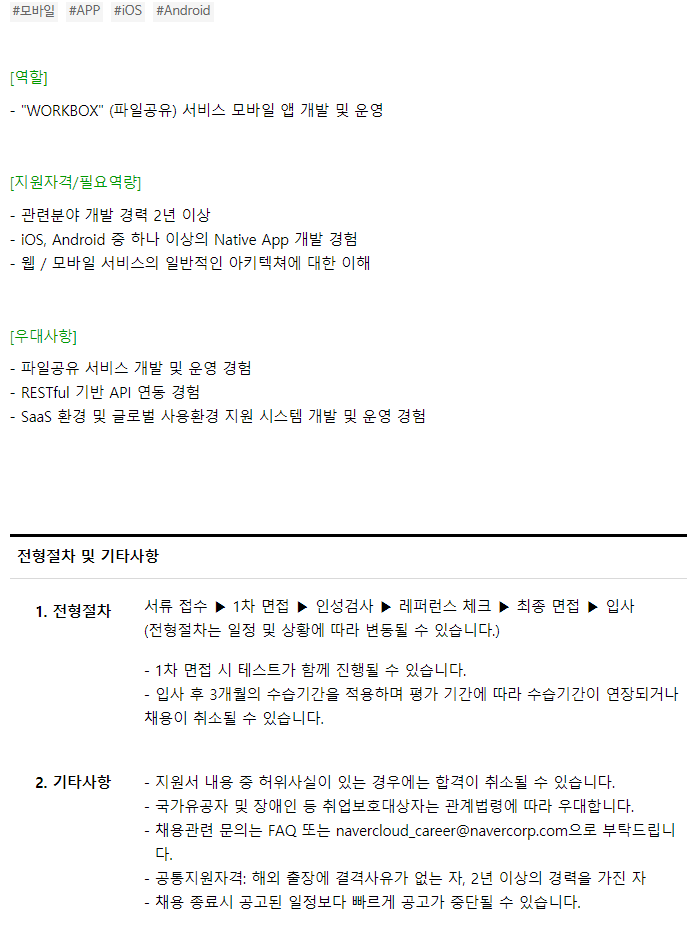 #모바일 #APP #iOS #Android
[역할]
- "WORKBOX" (파일공유) 서비스 모바일 앱 개발 및 운영
[지원자격/필요역량]
- 관련분야 개발 경력 2년 이상
- iOS, Android 중 하나 이상의 Native App 개발 경험
- 웹 / 모바일 서비스의 일반적인 아키텍쳐에 대한 이해
[우대사항]
- 파일공유 서비스 개발 및 운영 경험
- RESTful 기반 API 연동 경험
- SaaS 환경 및 글로벌 사용환경 지원 시스템 개발 및 운영 경험
전형절차 및 기타사항
1. 전형절차
서류 접수 ▶ 1차 면접 ▶ 인성검사 ▶ 레퍼런스 체크 ▶ 최종 면접 ▶ 입사
(전형절차는 일정 및 상황에 따라 변동될 수 있습니다.)
- 1차 면접 시 테스트가 함께 진행될 수 있습니다.
- 입사 후 3개월의 수습기간을 적용하며 평가 기간에 따라 수습기간이 연장되거나
채용이 취소될 수 있습니다.
2. 기타사항
- 지원서 내용 중 허위사실이 있는 경우에는 합격이 취소될 수 있습니다.
- 국가유공자 및 장애인 등 취업보호대상자는 관계법령에 따라 우대합니다.
- 채용관련 문의는 FAQ 또는 navercloud_career@navercorp.com으로 부탁드립니
다.
- 공통지원자격: 해외 출장에 결격사유가 없는 자, 2년 이상의 경력을 가진 자
- 채용 종료시 공고된 일정보다 빠르게 공고가 중단될 수 있습니다.